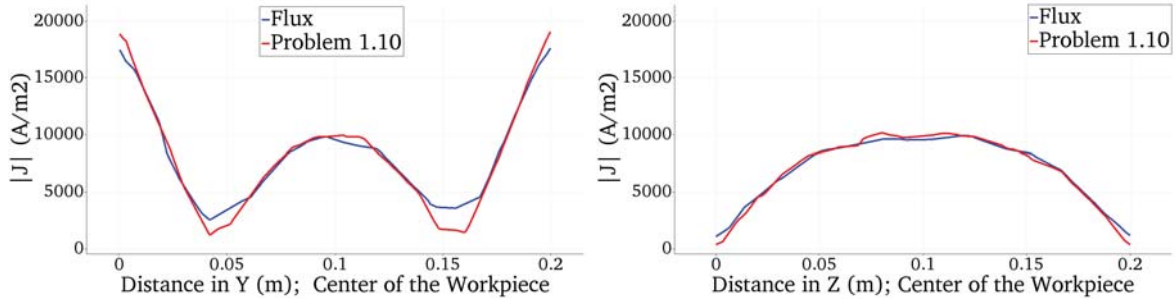 20000
15000
10000
5000
0
|J| (A/m2)
Flux
Problem 1.10
0 0.05 0.1 0.15 0.2
Distance in Y (m); Center of the Workpiece
20000
15000
10000
5000
0
|J| (A/m2)
Flux
Problem 1.10
0 0.05 0.1 0.15 0.2
Distance in Z (m); Center of the Workpiece